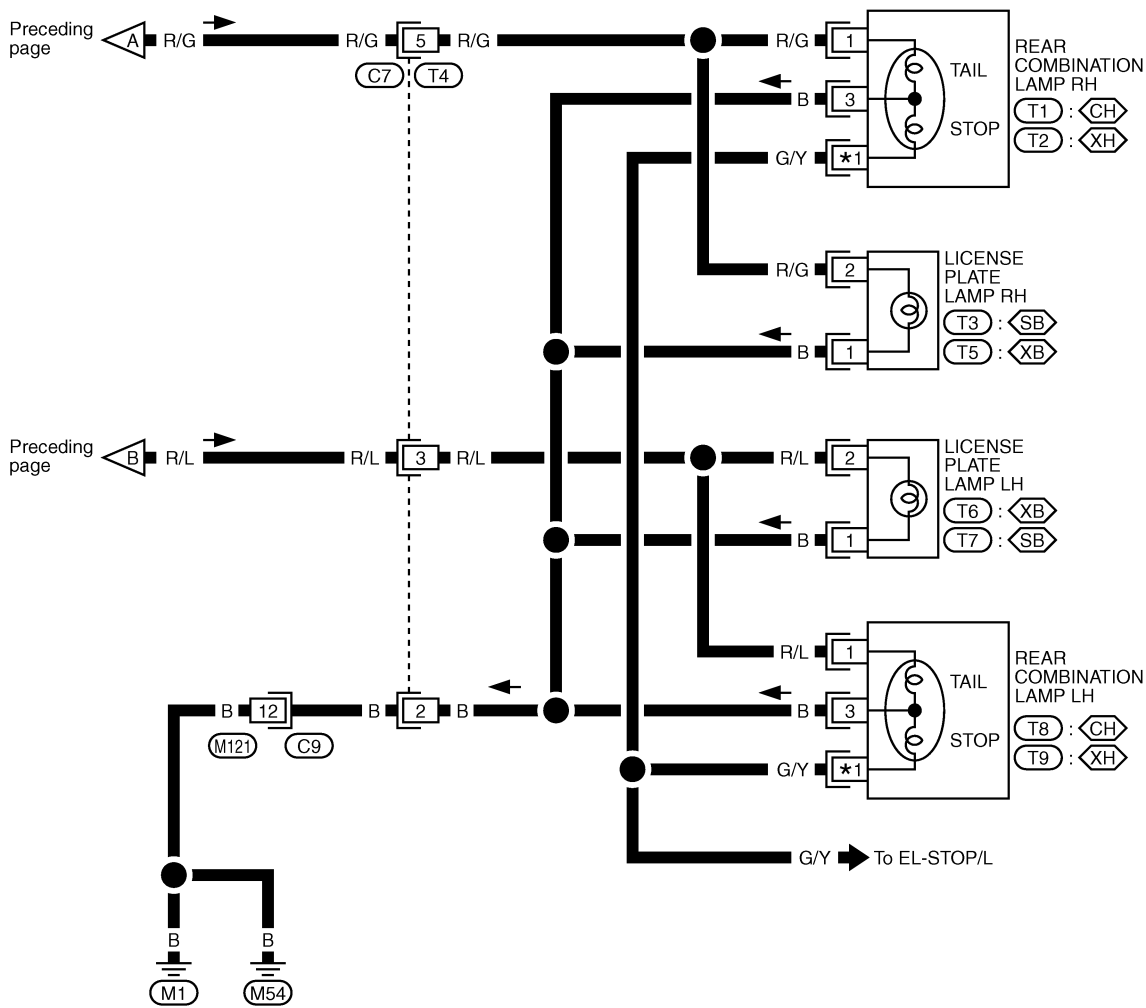 Preceding
page
A
R/G
R/G
5
R/G
C7
T4
R/G
1
B
3
G/Y
*1
TAIL
STOP
REAR
COMBINATION
LAMP RH
T1 : CH
T2 : XH
R/G
2
B
1
LICENSE
PLATE
LAMP RH
T3 : SB
T5 : XB
Preceding
page
B
R/L
R/L
3
R/L
R/L
2
B
1
LICENSE
PLATE
LAMP LH
T6 : XB
T7 : SB
R/L
1
B
3
G/Y
*1
TAIL
STOP
REAR
COMBINATION
LAMP LH
T8 : CH
T9 : XH
B
12
B
2
B
M121
C9
G/Y
To EL-STOP/L
B
B
M1
M54